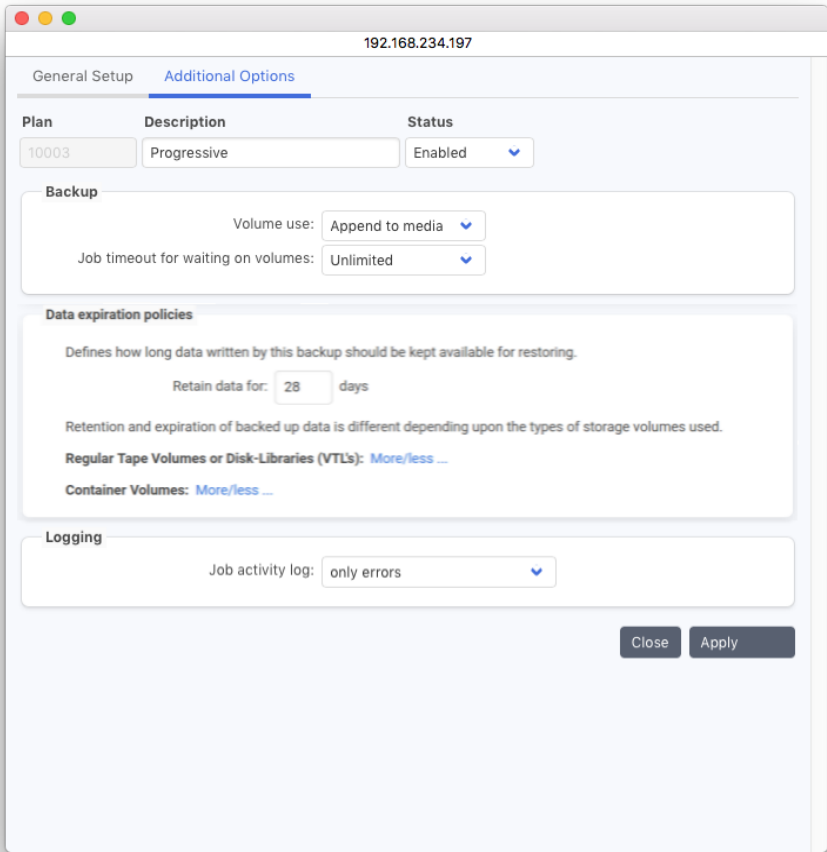 192.168.234.197
General Setup Additional Options
Plan Description Status
10003 Progressive Enabled
Backup
Volume use: Append to media
Job timeout for waiting on volumes: Unlimited
Data expiration policies
Defines how long data written by this backup should be kept available for restoring.
Retain data for: 28 days
Retention and expiration of backed up data is different depending upon the types of storage volumes used.
Regular Tape Volumes or Disk-Libraries (VTL's): More/less ...
Container Volumes: More/less ...
Logging
Job activity log: only errors
Close Apply